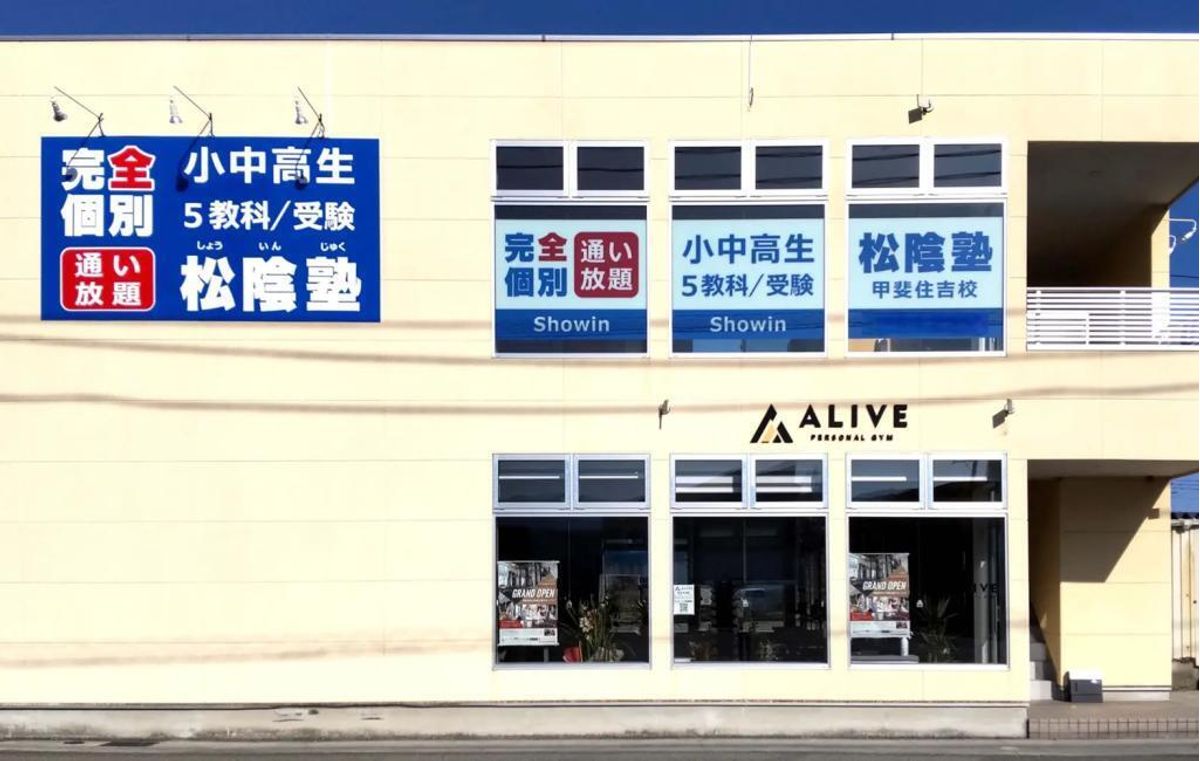 完全
個別
通い
放題
小中高生
5教科/受験
しょう いん じゅく
松陰塾
完全
個別
通い
放題
Showin
小中高生
5教科/受験
Showin
松陰塾
甲斐住吉校
ALIVE
PERSONAL GYM
GRAND OPEN
ALIVE
GRAND OPEN
ALIVE